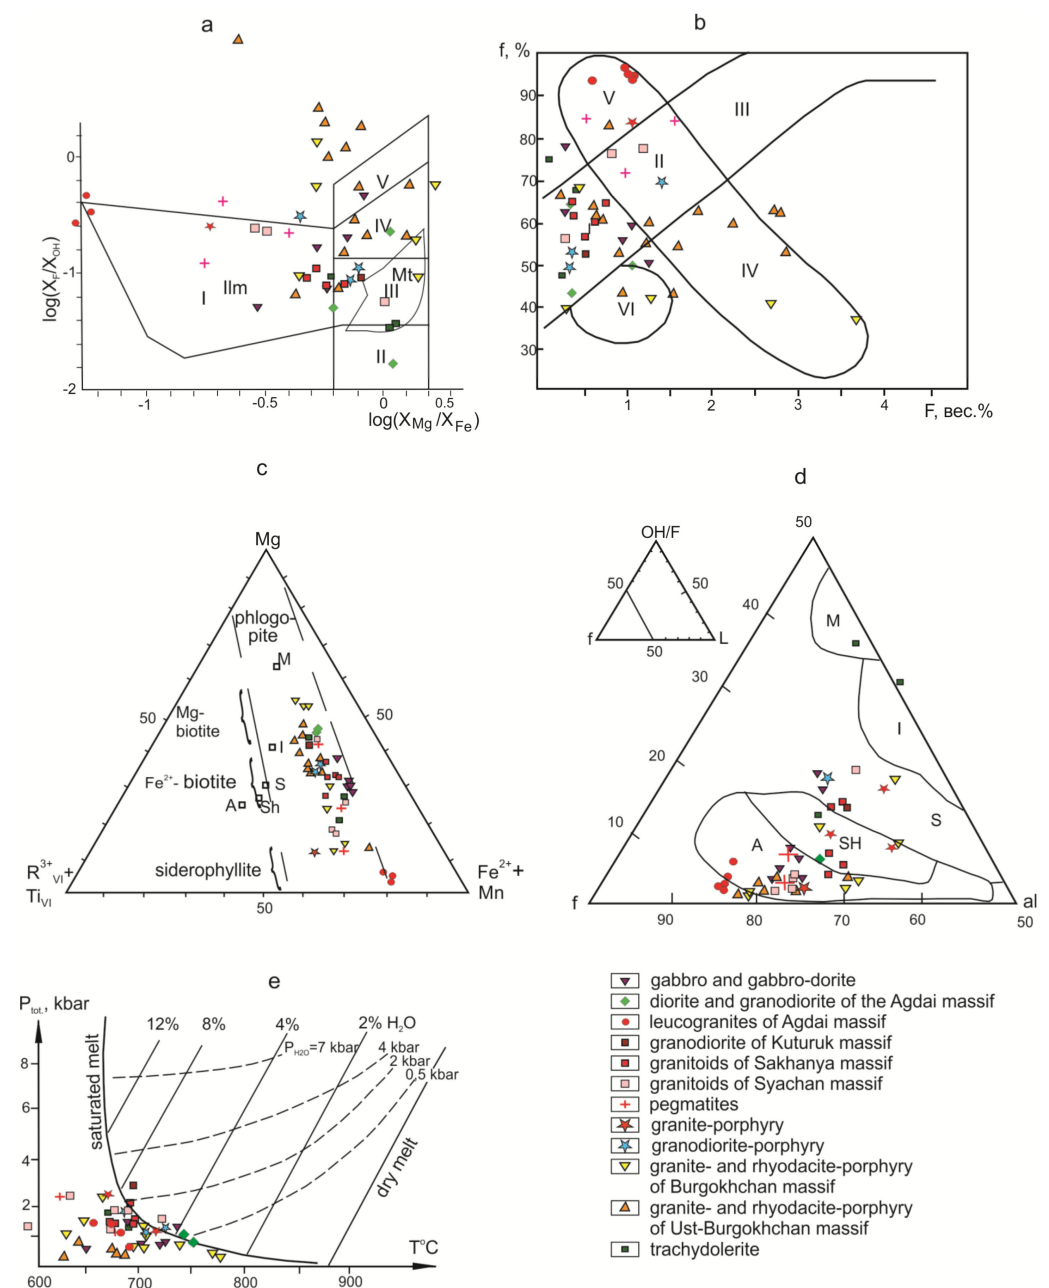 a
0
-1
-2
log(XF/XOH)
-1
-0.5
0
0.5
log(XMg/XFe)
I
IIm
V
IV
Mt
III
II
b
f, %
90
80
70
60
50
40
30
1
2
3
4
F, вес.%
V
III
II
I
IV
VI
c
Mg
phlogo-
pite
M
50
50
Mg-
biotite
I
Fe2+- biotite
S
A
Sh
siderophyllite
R3+VI+
TiVI
Fe2++
Mn
50
d
50
OH/F
50
50
f
L
50
40
30
20
10
M
I
S
A
SH
f
al
90
80
70
60
50
e
Ptot., kbar
12%
8%
4%
2% H2O
PH2O=7 kbar
4 kbar
2 kbar
0,5 kbar
saturated melt
dry melt
8
6
4
2
T°C
600
700
800
900
gabbro and gabbro-dorite
diorite and granodiorite of the Agdai massif
leucogranites of Agdai massif
granodiorite of Kuturuk massif
granitoids of Sakhanya massif
granitoids of Syachan massif
pegmatites
granite-porphyry
granodiorite-porphyry
granite- and rhyodacite-porphyry
of Burgokhchan massif
granite- and rhyodacite-porphyry
of Ust-Burgokhchan massif
trachydolerite